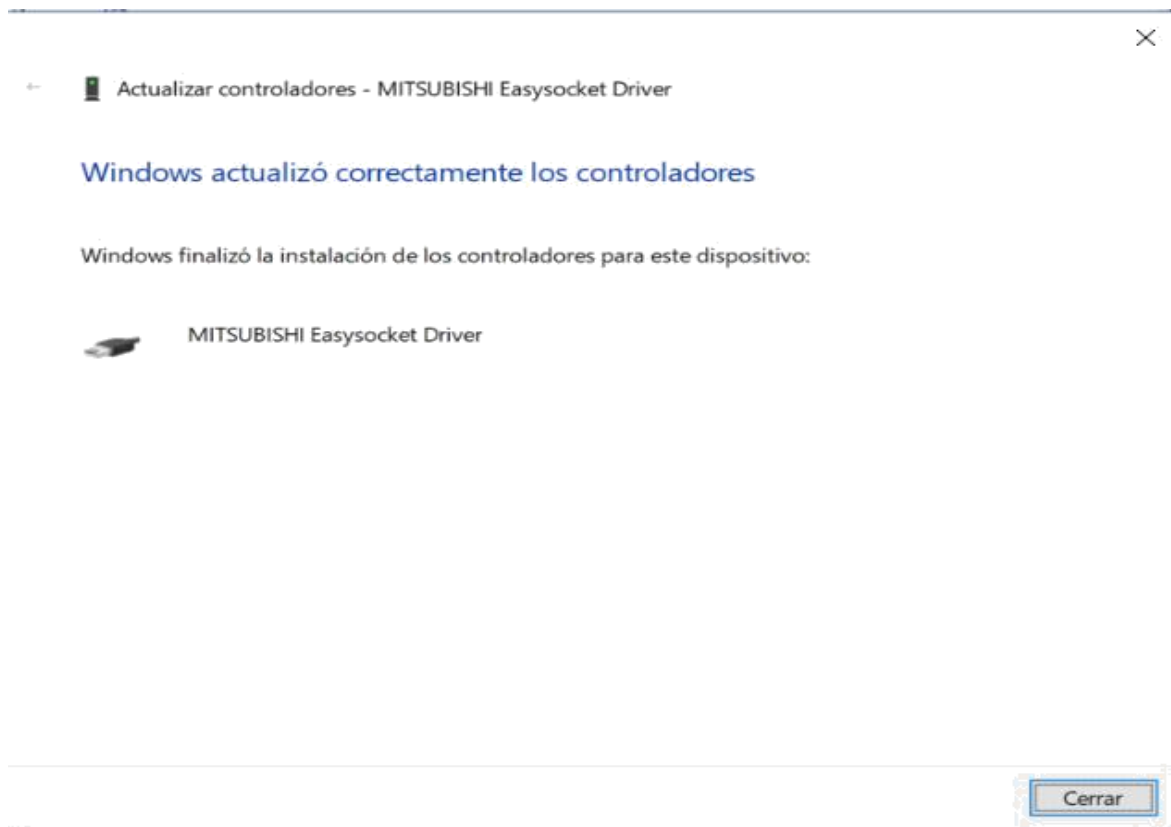 Actualizar controladores - MITSUBISHI Easysocket Driver
Windows actualizó correctamente los controladores
Windows finalizó la instalación de los controladores para este dispositivo:
MITSUBISHI Easysocket Driver
Cerrar